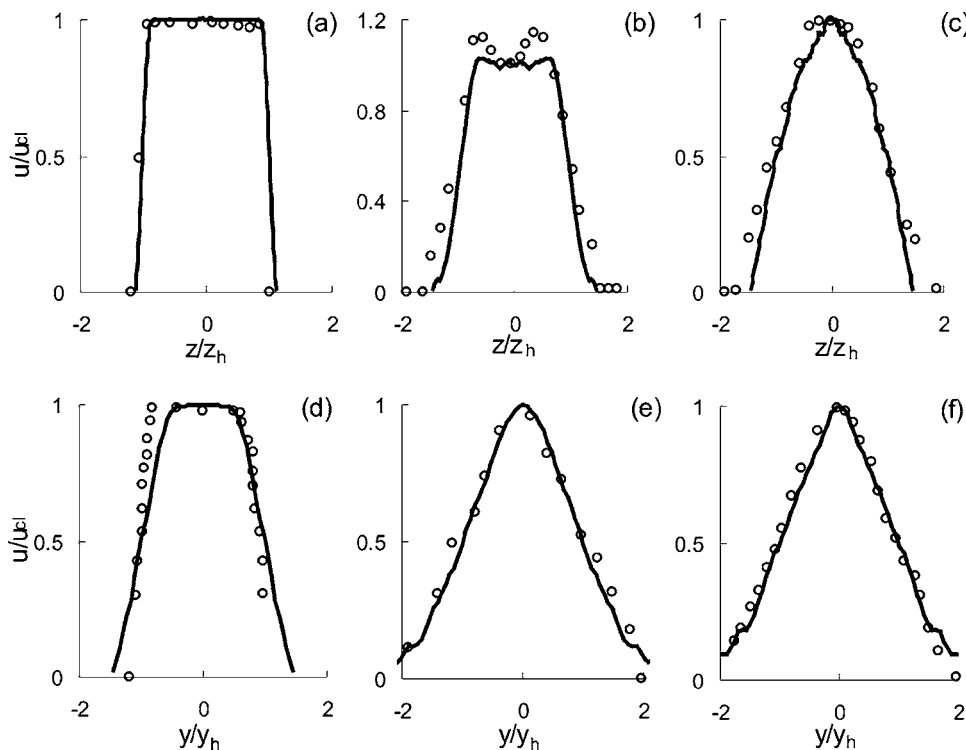 1 (a) 1.2 (b) 1 (c)
0.8
u/ucl 0.5 0.5
0.4
0 0 0
-2 0 2 -2 0 2 -2 0 2
z/zh z/zh z/zh
1 (d) 1 (e) 1 (f)
u/ucl 0.5 0.5 0.5
0 0 0
-2 0 2 -2 0 2 -2 0 2
y/yh y/yh y/yh